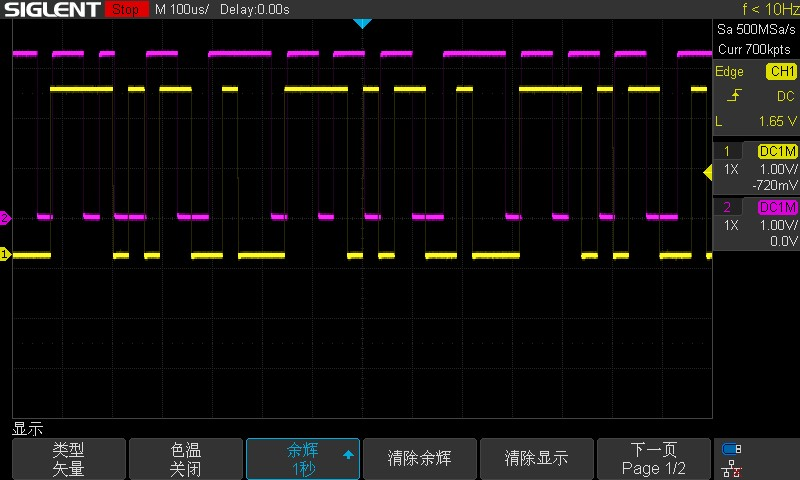 SIGLENT Stop M 100us/ Delay:0.00s f < 10Hz
Sa 500MSa/s
Curr 700kpts
Edge CH1
DC
L 1.65 V
1 DC1M
1X 1.00V/
-720mV
2 DC1M
1X 1.00V/
0.0V
2
1
显示
类型
矢量
色温
关闭
余辉
1秒
清除余辉
清除显示
下一页
Page 1/2